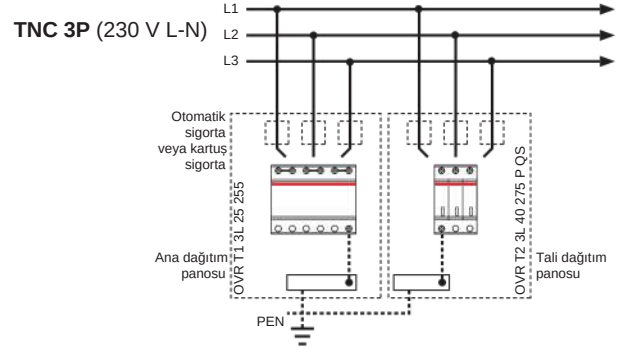 L1
TNC 3P (230 V L-N)
L2
L3
Otomatik
sigorta
veya kartuş
sigorta
OVR T1 3L 25 255
OVR T2 3L 40 275 P QS
Ana dağıtım
panosu
Tali dağıtım
panosu
PEN